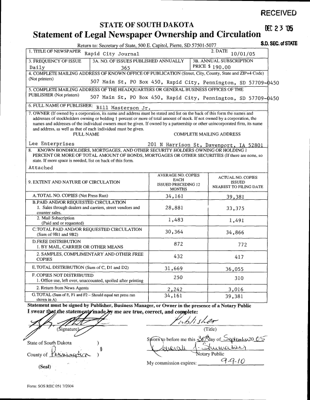 RECEIVED
DEC 23 '05
S.D. SEC. of STATE
STATE OF SOUTH DAKOTA
Statement of Legal Newspaper Ownership and Circulation
Return to: Secretary of State, 500 E. Capitol, Pierre, SD 57501-5077
1. TITLE OF NEWSPAPER Rapid City Journal
2. DATE 10/01/05
3. FREQUENCY OF ISSUE Daily
3A. NO. OF ISSUES PUBLISHED ANNUALLY 365
3B. ANNUAL SUBSCRIPTION PRICE $ 190.00
4. COMPLETE MAILING ADDRESS OF KNOWN OFFICE OF PUBLICATION (Street, City, County, State and ZIP+4 Code) (Not printers)
507 Main St, PO Box 450, Rapid City, Pennington, SD 57709-0450
5. COMPLETE MAILING ADDRESS OF THE HEADQUARTERS OR GENERAL BUSINESS OFFICES OF THE PUBLISHER (Not printers)
507 Main St, PO Box 450, Rapid City, Pennington, SD 57709-0450
6. FULL NAME OF PUBLISHER: Bill Masterson Jr.
7. OWNER (If owned by a corporation, its name and address must be stated and also on the back of this form the names and
addresses of stockholders owning or holding 1 percent or more of total amount of stock. If not owned by a corporation, the
names and addresses of the individual owners must be given. If owned by a partnership or other unincorporated firm, its name
and address, as well as that of each individual must be given.
FULL NAME COMPLETE MAILING ADDRESS
Lee Enterprises 201 N Harrison St, Davenport, IA 52801
8. KNOWN BONDHOLDERS, MORTGAGES, AND OTHER SECURITY HOLDERS OWNING OR HOLDING 1
PERCENT OR MORE OF TOTAL AMOUNT OF BONDS, MORTGAGES OR OTHER SECURITIES (If there are none, so
state. If more space is needed, list on back of this form.
Attached
9. EXTENT AND NATURE OF CIRCULATION
AVERAGE NO. COPIES EACH ISSUED PRECEDING 12 MONTHS
ACTUAL NO. COPIES ISSUED NEAREST TO FILING DATE
A. TOTAL NO. COPIES (Net Press Run) 34,161 39,381
B. PAID AND/OR REQUESTED CIRCULATION
1. Sales through dealers and carriers, street vendors and counter sales. 28,881 33,375
2. Mail Subscription (Paid and or requested) 1,483 1,491
C. TOTAL PAID AND/OR REQUESTED CIRCULATION (Sum of 9B1 and 9B2) 30,364 34,866
D. FREE DISTRIBUTION
1. BY MAIL, CARRIER OR OTHER MEANS 872 772
2. SAMPLES, COMPLIMENTARY AND OTHER FREE COPIES 432 417
E. TOTAL DISTRIBUTION (Sum of C, D1 and D2) 31,669 36,055
F. COPIES NOT DISTRIBUTED
1. Office use, left over, unaccounted, spoiled after printing 250 310
2. Return from News Agents 2,242 3,016
G. TOTAL (Sum of E, F1 and F2 - Should equal net press run shown in A) 34,161 39,381
Statement must be signed by Publisher, Business Manager, or Owner in the presence of a Notary Public
I swear that the statements made by me are true, correct, and complete:
Publisher
(Signature) (Title)
State of South Dakota )
County of Pennington )
Sworn to before me this day of September 05
Notary Public
(Seal)
My commission expires: 9-9-10
Form: SOS REC 091 7/2004